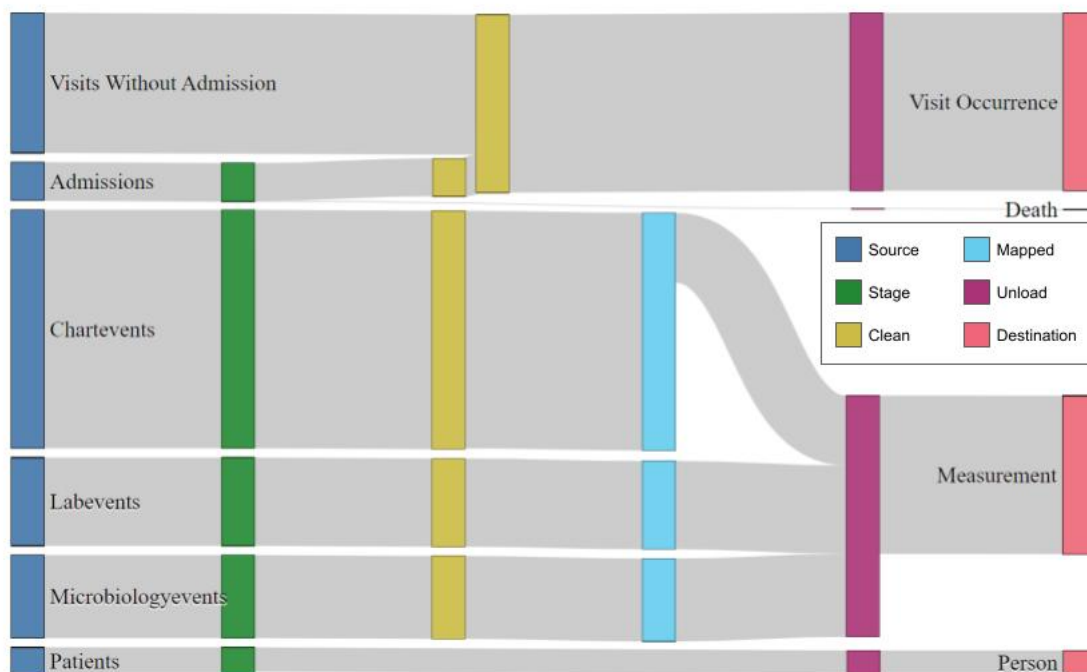 Visits Without Admission
Visit Occurrence
Admissions
Death
Source
Mapped
Stage
Unload
Clean
Destination
Chartevents
Measurement
Labevents
Microbiologyevents
Patients
Person